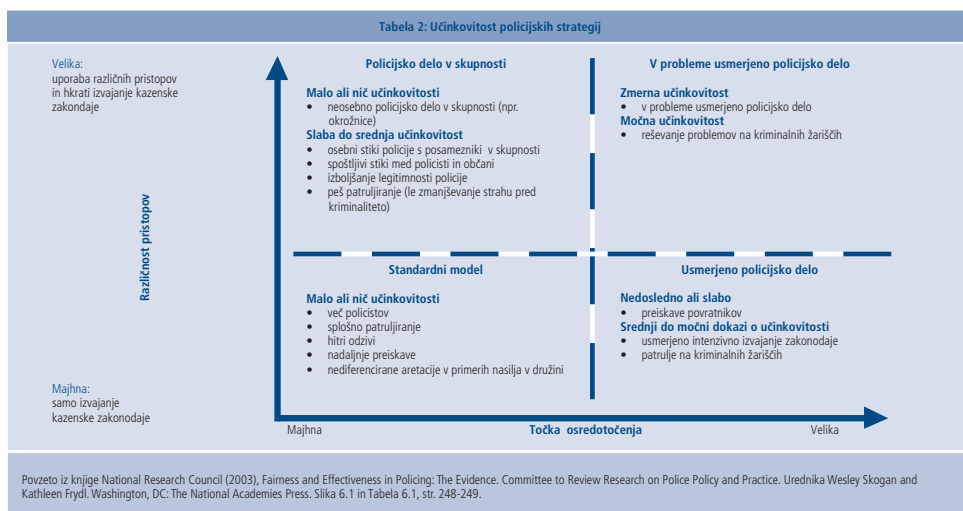 Tabela 2: Učinkovitost policijskih strategij
Velika:
uporaba različnih pristopov
in hkrati izvajanje kazenske
zakondaje
Različnost pristopov
Majhna:
samo izvajanje
kazenske zakonodaje
Policijsko delo v skupnosti
Malo ali nič učinkovitosti
• neosebno policijsko delo v skupnosti (npr.
okrožnice)
Slaba do srednja učinkovitost
• osebni stiki policije s posamezniki v skupnosti
• spoštljivi stiki med policisti in občani
• izboljšanje legitimnosti policije
• peš patruljiranje (le zmanjševanje strahu pred
kriminaliteto)
V probleme usmerjeno policijsko delo
Zmerna učinkovitost
• v probleme usmerjeno policijsko delo
Močna učinkovitost
• reševanje problemov na kriminalnih žariščih
Standardni model
Malo ali nič učinkovitosti
• več policistov
• splošno patruljiranje
• hitri odzivi
• nadaljnje preiskave
• nediferencirane aretacije v primerih nasilja v družini
Usmerjeno policijsko delo
Nedosledno ali slabo
• preiskave povratnikov
Srednji do močni dokazi o učinkovitosti
• usmerjeno intenzivno izvajanje zakonodaje
• patrulje na kriminalnih žariščih
Majhna
Točka osredotočenja
Velika
Povzeto iz knjige National Research Council (2003), Fairness and Effectiveness in Policing: The Evidence. Committee to Review Research on Police Policy and Practice. Urednika Wesley Skogan and
Kathleen Frydl. Washington, DC: The National Academies Press. Slika 6.1 in Tabela 6.1, str. 248-249.